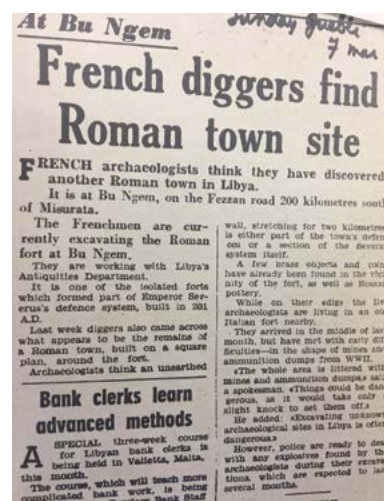 At Bu Ngem
Sunday Ghibli
7 Mar
French diggers find
Roman town site
FRENCH archaeologists think they have discovered
another Roman town in Libya.
It is at Bu Ngem, on the Fezzan road 200 kilometres south
of Misurata.
The Frenchmen are cur-
rently excavating the Roman
fort at Bu Ngem.
They are working with Libya's
Antiquities Department.
It is one of the isolated forts
which formed part of Emperor Sev-
erus's defence system, built in 201
A.D.
Last week diggers also came across
what appears to be the remains of
a Roman town, built on a square
plan, around the fort.
Archaeologists think an unearthed
wall, stretching for two kilometres
is either part of the town's defen
ces or a section of the Severa
system itself.
A few brass objects and coin
have already been found in the vici
nity of the fort, as well as Roman
pottery.
While on their digs the
archaeologists are living in an ol
Italian fort nearby.
They arrived in the middle of las
month, but have met with early dif
ficulties—in the shape of mines an
ammunition dumps from WWII.
«The whole area is littered with
mines and ammunition dumps» sai
a spokesman. «Things could be dan
gerous, as it would take only
slight knock to set them off.»
He added: «Excavating unknown
archaeological sites in Libya is often
dangerous.»
However, police are ready to deal
with any explosives found by the
archaeologists during their excava
tions, which are expected to last
several months.
Bank clerks learn
advanced methods
A SPECIAL three-week course
for Libyan bank clerks is
being held in Valletta, Malta,
this month.
The course, which will teach more
complicated bank work, is being
Bank Staff